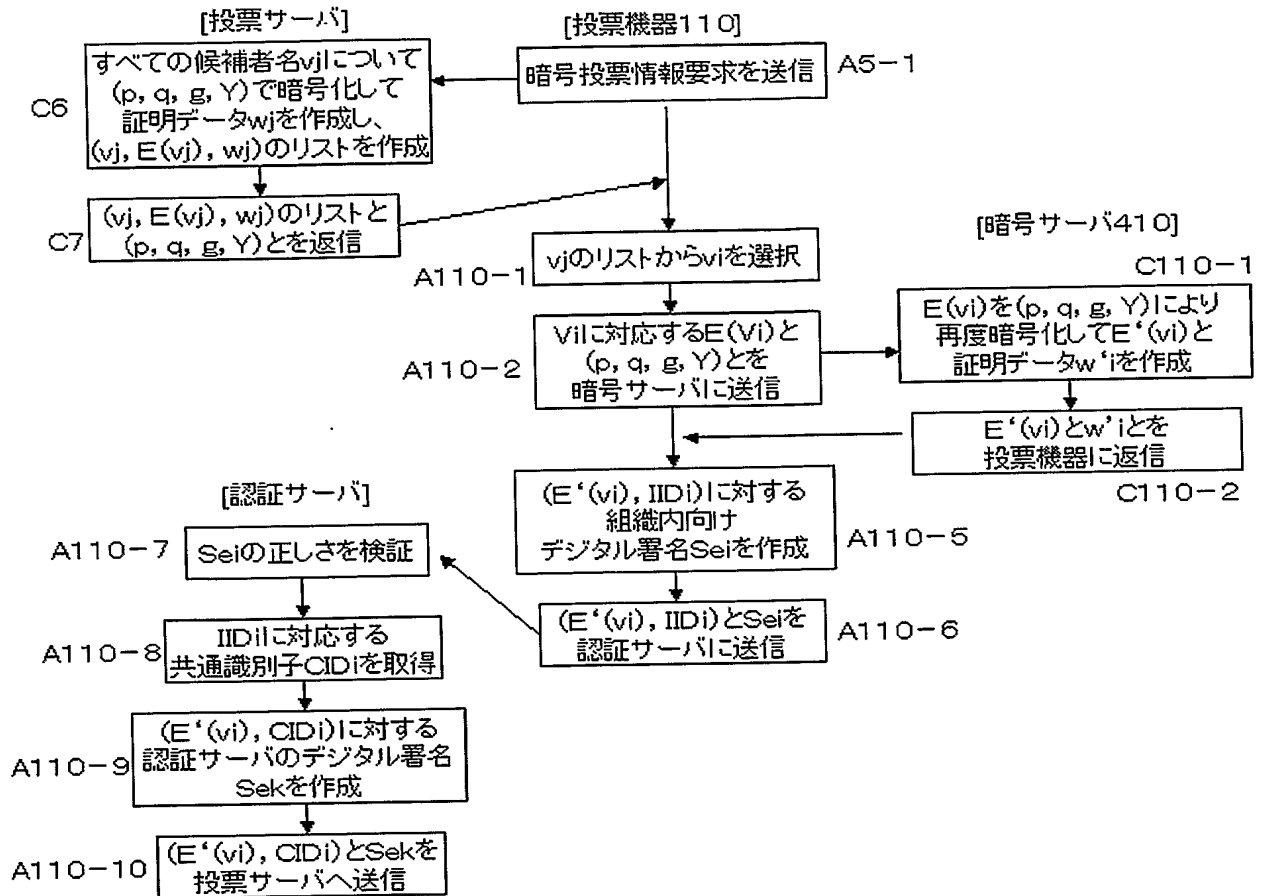 [投票サーバ]
[投票機器110]
すべての候補者名vjについて
(p, q, g, Y)で暗号化して
証明データwjを作成し、
(vj, E(vj), wj)のリストを作成
C6
暗号投票情報要求を送信
A5-1
(vj, E(vj), wj)のリストと
(p, q, g, Y)とを返信
C7
[暗号サーバ410]
vjのリストからviを選択
A110-1
C110-1
E(vi)を(p, q, g, Y)により
再度暗号化してE‘(vi)と
証明データw’iを作成
Viに対応するE(Vi)と
(p, q, g, Y)とを
暗号サーバに送信
A110-2
E‘(vi)とw’iとを
投票機器に返信
C110-2
(E‘(vi), IIDi)に対する
組織内向け
デジタル署名Seiを作成
A110-5
[認証サーバ]
A110-7
Seiの正しさを検証
(E‘(vi), IIDi)とSeiを
認証サーバに送信
A110-6
IIDiに対応する
共通識別子CIDiを取得
A110-8
(E‘(vi), CIDi)に対する
認証サーバのデジタル署名
Sekを作成
A110-9
(E‘(vi), CIDi)とSekを
投票サーバへ送信
A110-10